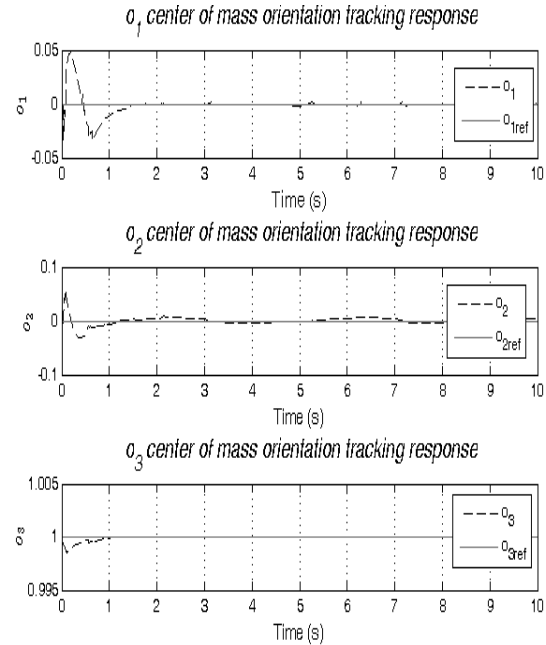 o1 center of mass orientation tracking response
0.05
0
-0.05
o1
o1
o1ref
0 1 2 3 4 5 6 7 8 9 10
Time (s)
o2 center of mass orientation tracking response
0.1
0
-0.1
o2
o2
o2ref
0 1 2 3 4 5 6 7 8 9 10
Time (s)
o3 center of mass orientation tracking response
1.005
1
0.995
o3
o3
o3ref
0 1 2 3 4 5 6 7 8 9 10
Time (s)